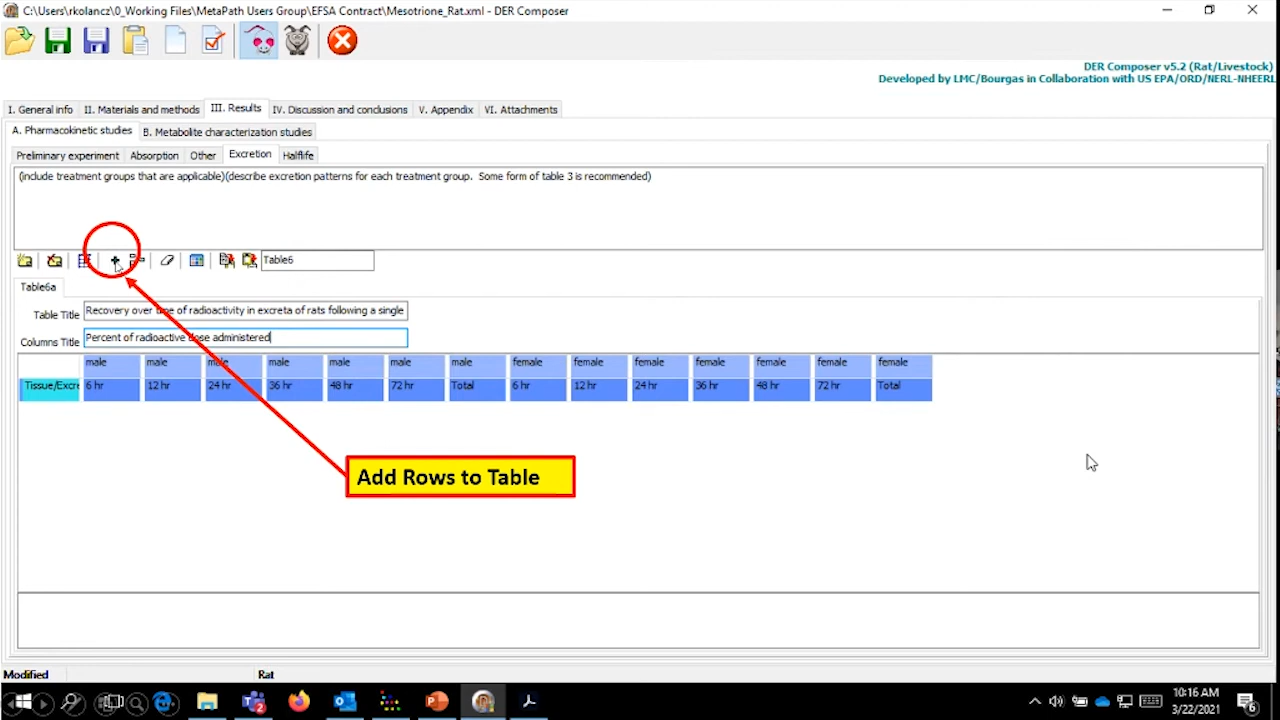 C:\Users\rkolancz\0_Working Files\MetaPath Users Group\EFSA Contract\Mesotrione_Rat.xml - DER Composer
DER Composer v5.2 (Rat/Livestock)
Developed by LMC/Bourgas in Collaboration with US EPA/ORD/NERL-NHEERL
I. General info II. Materials and methods III. Results IV. Discussion and conclusions V. Appendix VI. Attachments
A. Pharmacokinetic studies B. Metabolite characterization studies
Preliminary experiment Absorption Other Excretion Halflife
(include treatment groups that are applicable)(describe excretion patterns for each treatment group. Some form of table 3 is recommended)
Table6
Table6a
Table Title Recovery over time of radioactivity in excreta of rats following a single
Columns Title Percent of radioactive dose administered
male male male male male male male female female female female female female female
Tissue/Excre 6 hr 12 hr 24 hr 36 hr 48 hr 72 hr Total 6 hr 12 hr 24 hr 36 hr 48 hr 72 hr Total
Add Rows to Table
Modified Rat
10:16 AM
3/22/2021
6